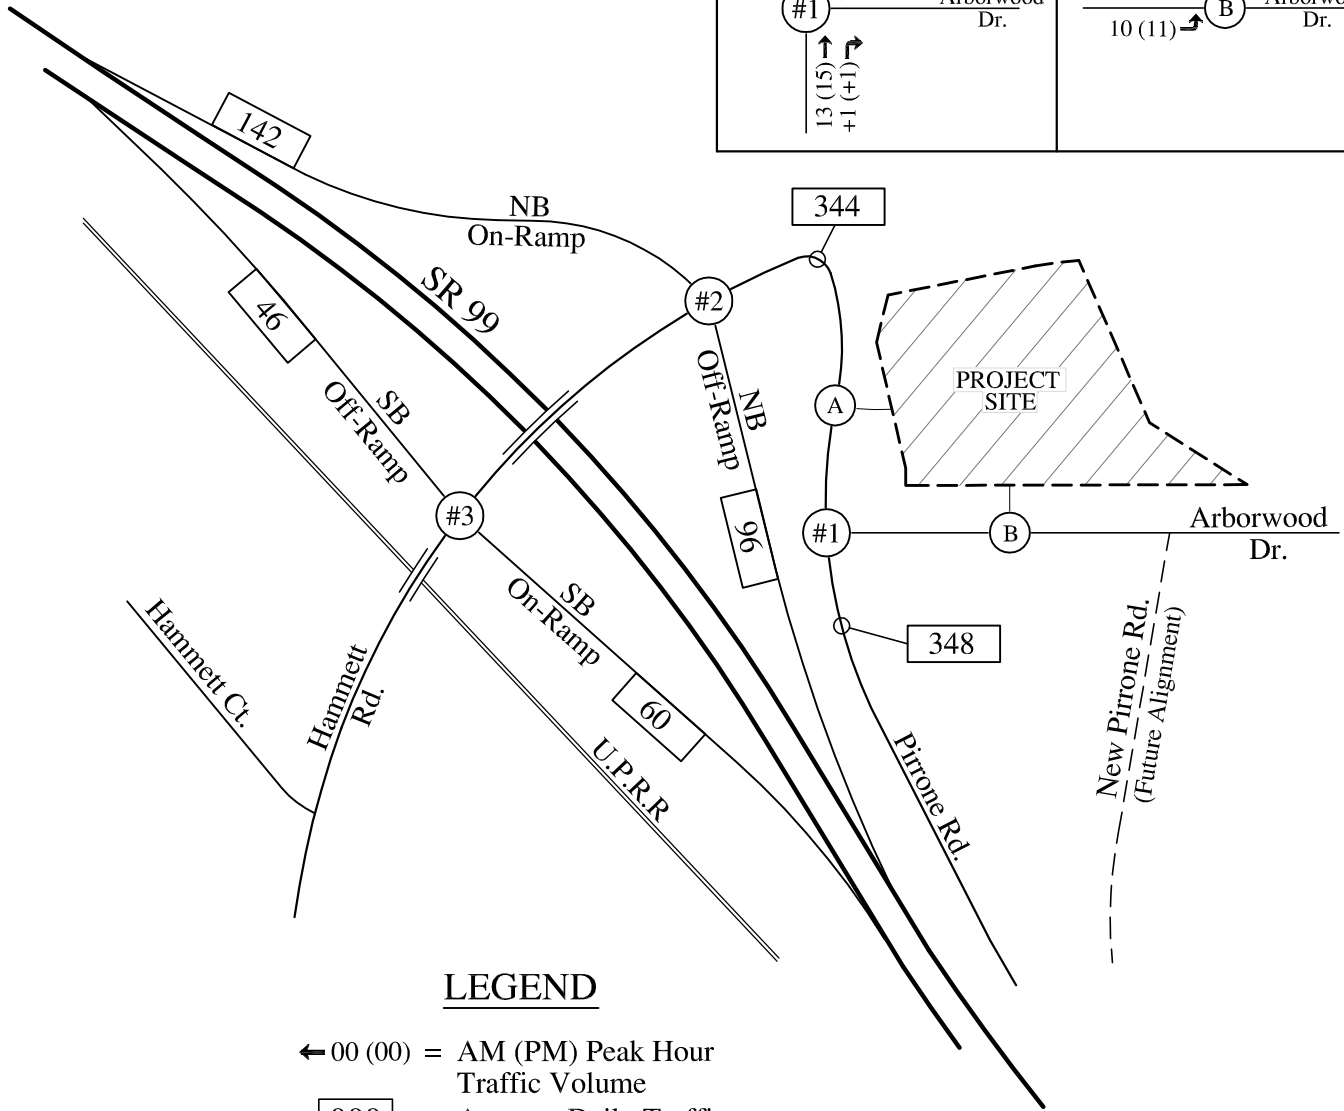 #1
Dr.
13 (15)
+1 (+1)
B
10 (11)
Dr.
142
NB
On-Ramp
344
SR 99
#2
46
SB
Off-Ramp
NB
Off-Ramp
96
A
PROJECT
SITE
#3
#1
B
Arborwood
Dr.
SB
On-Ramp
60
348
Hammett Ct.
Hammett
Rd.
U.P.R.R
Pirrone Rd.
New Pirrone Rd.
(Future Alignment)
LEGEND
00 (00) = AM (PM) Peak Hour
Traffic Volume